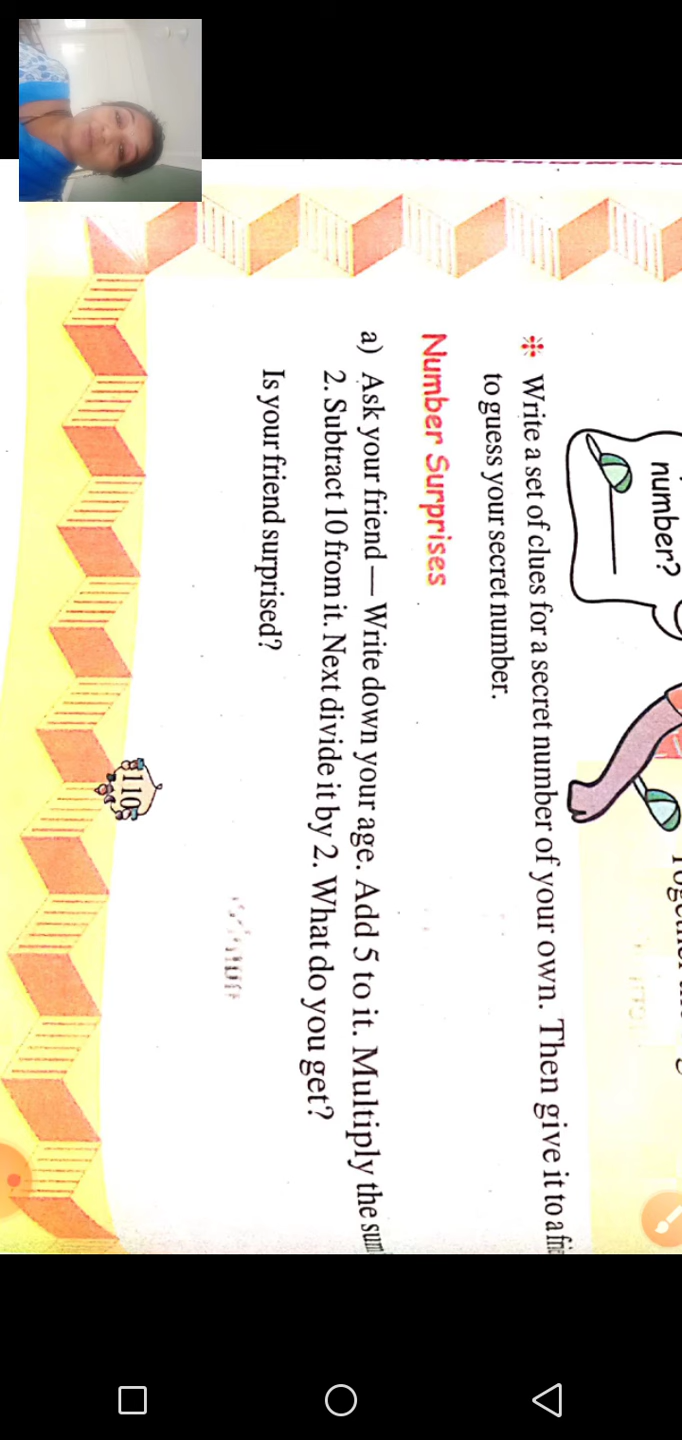 number?
* Write a set of clues for a secret number of your own. Then give it to a
to guess your secret number.
Number Surprises
a) Ask your friend — Write down your age. Add 5 to it. Multiply the sum
2. Subtract 10 from it. Next divide it by 2. What do you get?
Is your friend surprised?
110